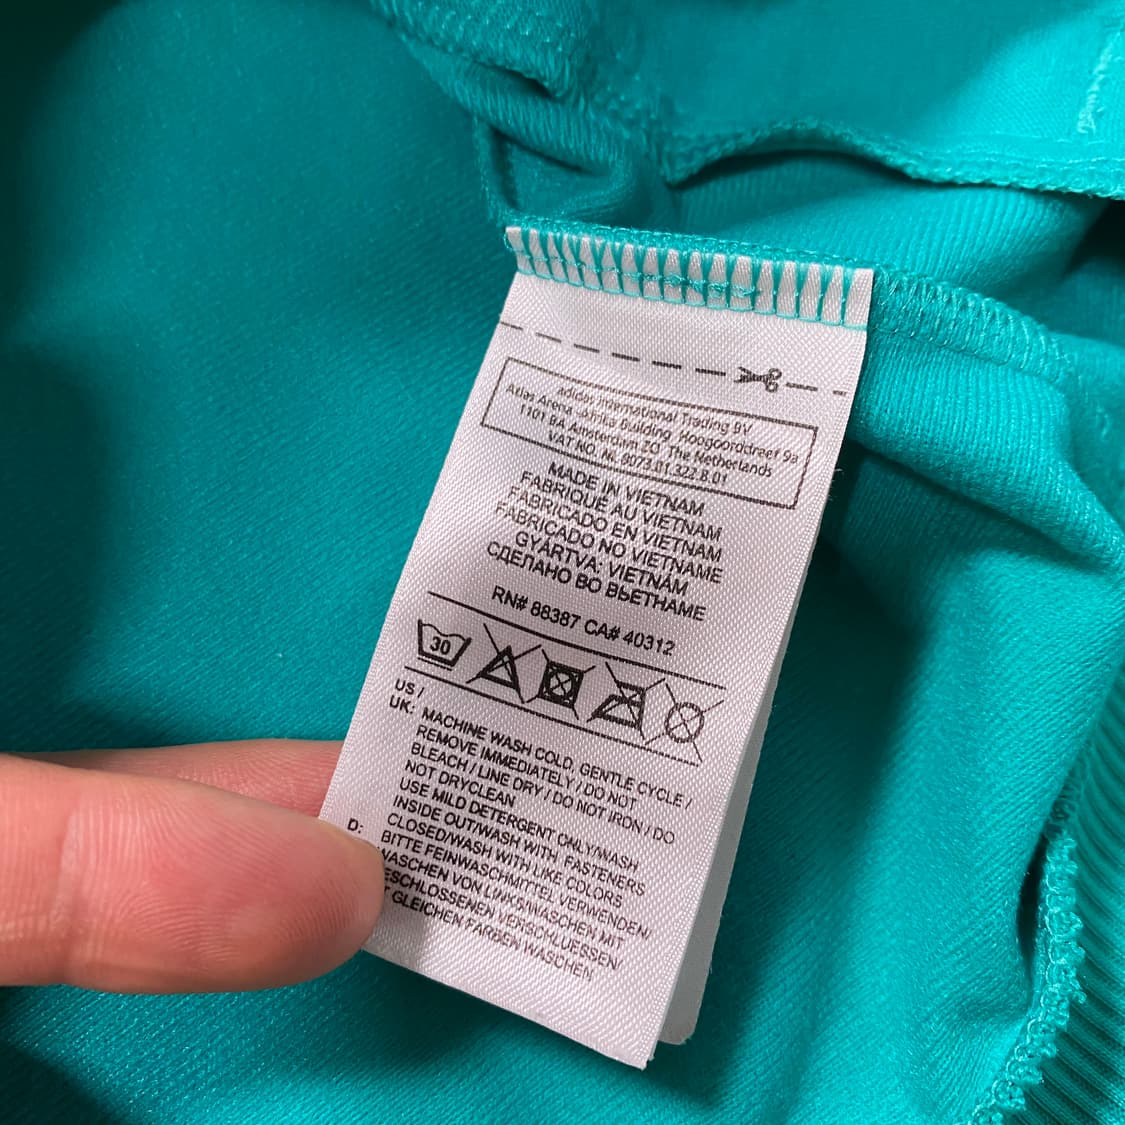 adidas International Trading BV
Atlas Arena -Africa Building, Hoogoorddreef 9a
1101 BA Amsterdam ZO, The Netherlands
VAT NO. NL 8073.01.322.B.01
MADE IN VIETNAM
FABRIQUÉ AU VIETNAM
FABRICADO EN VIETNAM
FABRICADO NO VIETNAME
GYÁRTVA: VIETNÁM
СДЕЛАНО ВО ВЬЕТНАМЕ
RN# 88387 CA# 40312
30
US /
UK: MACHINE WASH COLD, GENTLE CYCLE /
REMOVE IMMEDIATELY / DO NOT
BLEACH / LINE DRY / DO NOT IRON / DO
NOT DRYCLEAN
USE MILD DETERGENT ONLY/WASH
INSIDE OUT/WASH WITH FASTENERS
CLOSED/WASH WITH LIKE COLORS
D: BITTE FEINWASCHMITTEL VERWENDEN/
WASCHEN VON LINKS/WASCHEN MIT
ESCHLOSSENEN VERSCHLUESSEN/
GLEICHEN FARBEN WASCHEN